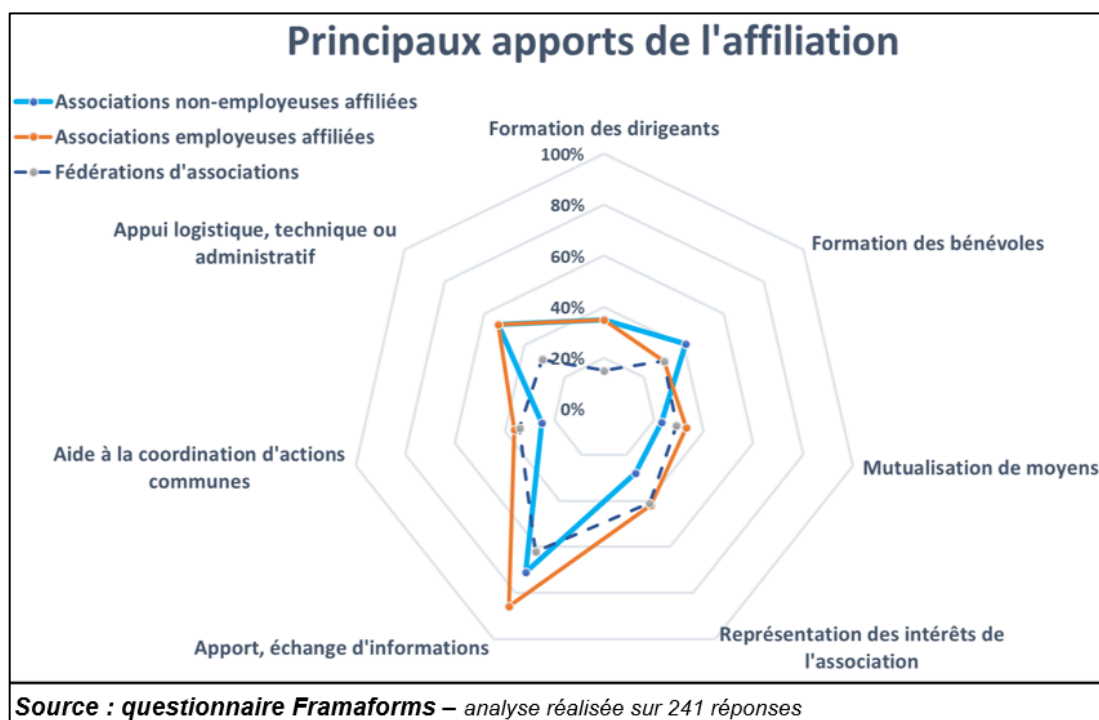 Principaux apports de l'affiliation
Associations non-employeuses affiliées
Associations employeuses affiliées
Fédérations d'associations
Formation des dirigeants
100%
80%
60%
40%
20%
0%
Formation des bénévoles
Mutualisation de moyens
Représentation des intérêts de
l'association
Apport, échange d'informations
Aide à la coordination d'actions
communes
Appui logistique, technique ou
administratif
Source : questionnaire Framaforms – analyse réalisée sur 241 réponses